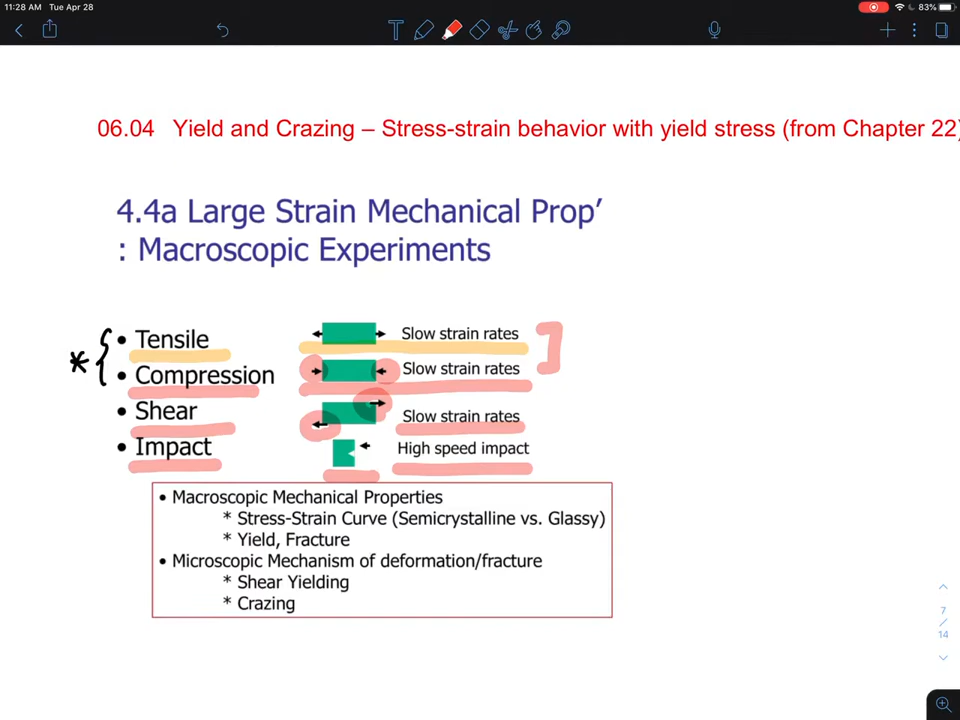 11:28 AM Tue Apr 28
83%
06.04 Yield and Crazing – Stress-strain behavior with yield stress (from Chapter 22)
4.4a Large Strain Mechanical Prop’
: Macroscopic Experiments
* { • Tensile Slow strain rates
• Compression Slow strain rates
• Shear Slow strain rates
• Impact High speed impact
• Macroscopic Mechanical Properties
* Stress-Strain Curve (Semicrystalline vs. Glassy)
* Yield, Fracture
• Microscopic Mechanism of deformation/fracture
* Shear Yielding
* Crazing
7
/
14